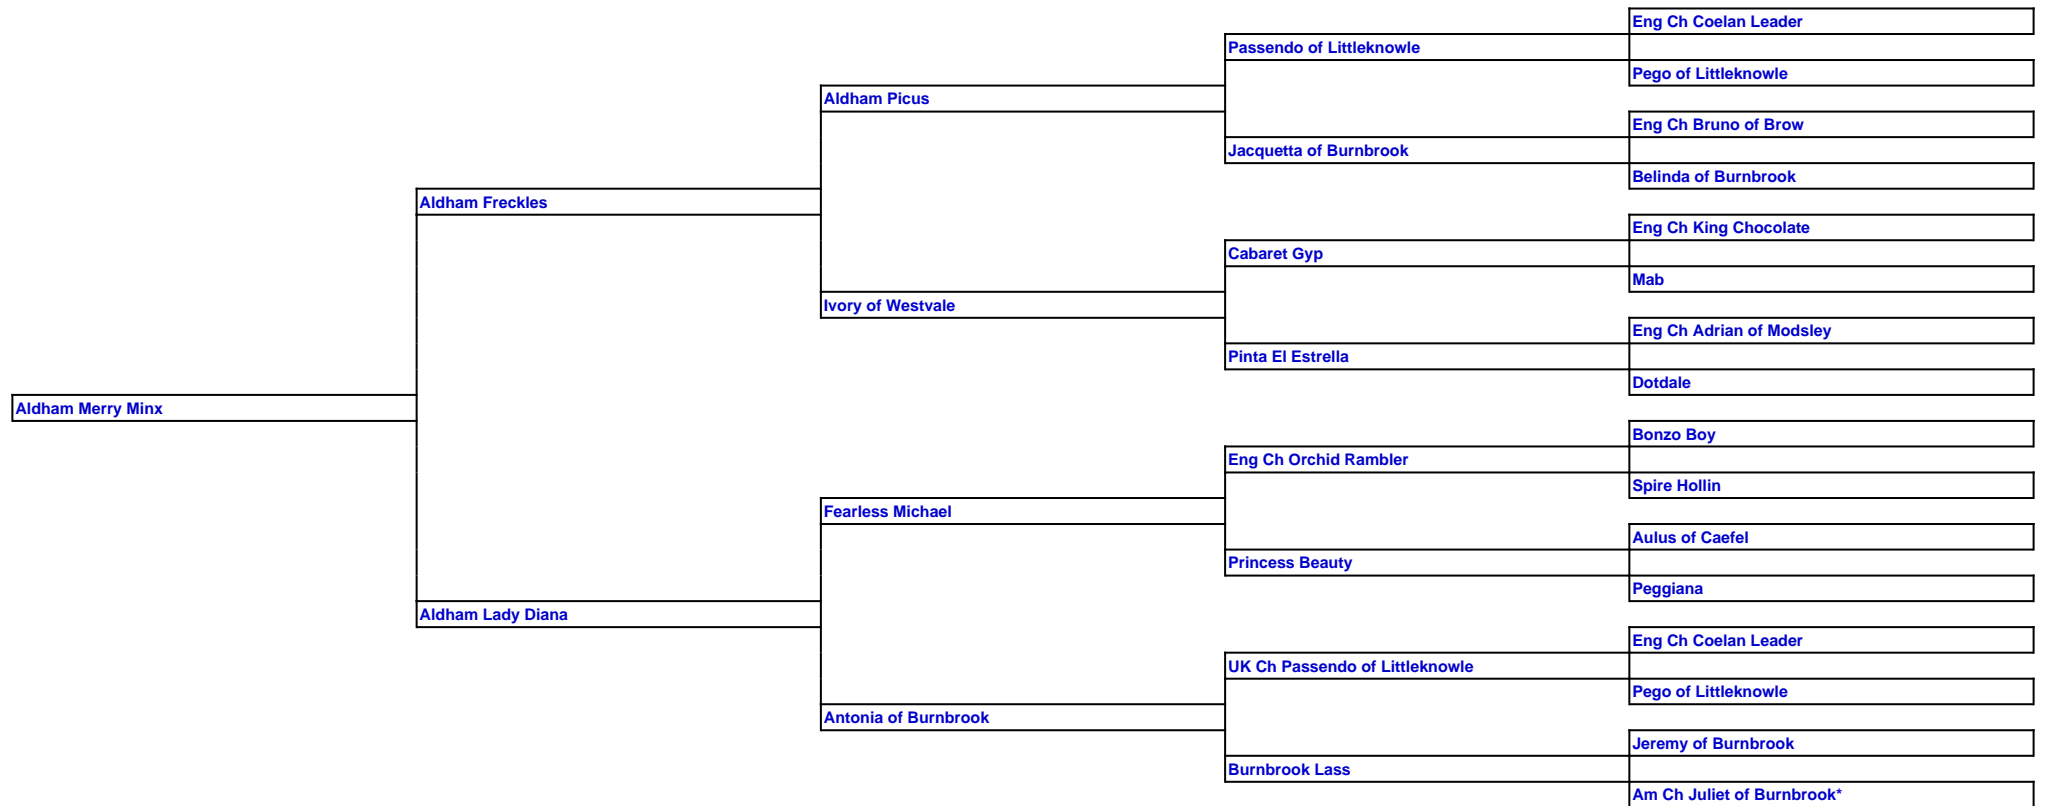 Eng Ch Coelan Leader
Passendo of Littleknowle
Pego of Littleknowle
Aldham Picus
Eng Ch Bruno of Brow
Jacquetta of Burnbrook
Belinda of Burnbrook
Aldham Freckles
Eng Ch King Chocolate
Cabaret Gyp
Mab
Ivory of Westvale
Eng Ch Adrian of Modsley
Pinta El Estrella
Dotdale
Aldham Merry Minx
Bonzo Boy
Eng Ch Orchid Rambler
Spire Hollin
Fearless Michael
Aulus of Caefel
Princess Beauty
Peggiana
Aldham Lady Diana
Eng Ch Coelan Leader
UK Ch Passendo of Littleknowle
Pego of Littleknowle
Antonia of Burnbrook
Jeremy of Burnbrook
Burnbrook Lass
Am Ch Juliet of Burnbrook*